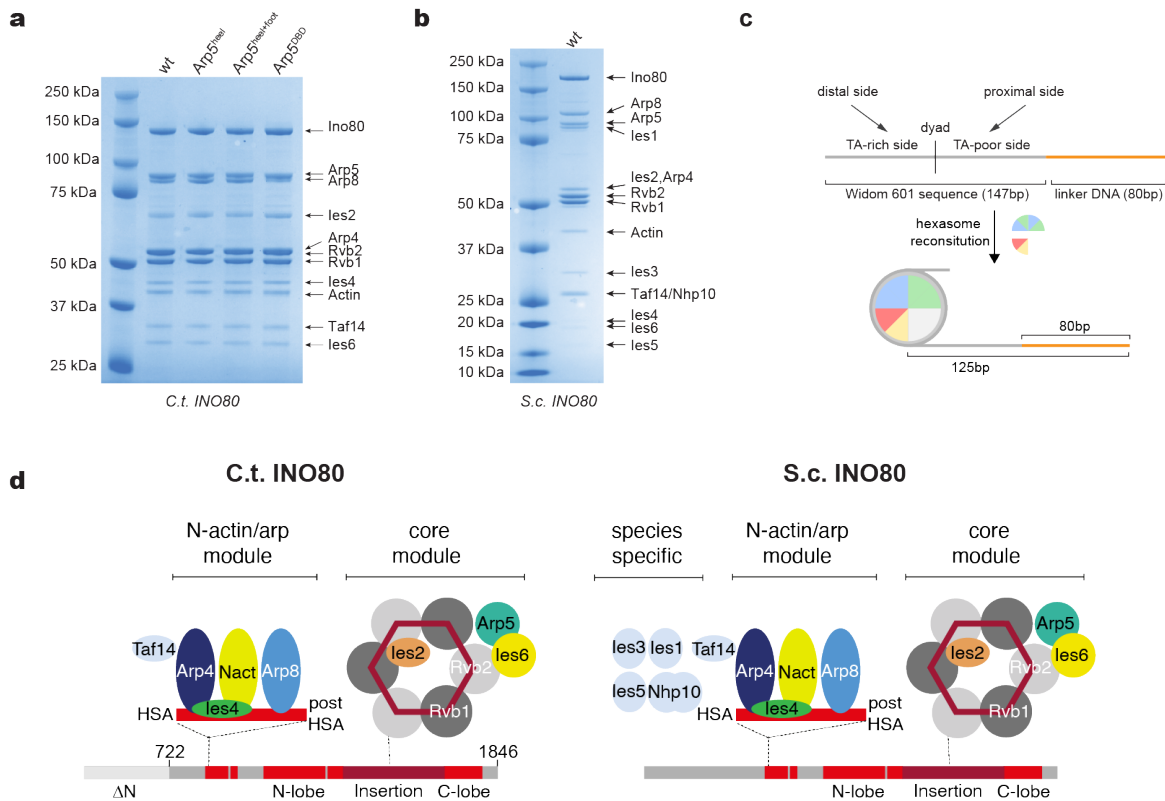 a
wt
Arp5heel
Arp5heel+foot
Arp5DBD
250 kDa
150 kDa
100 kDa
75 kDa
50 kDa
37 kDa
25 kDa
Ino80
Arp5
Arp8
Ies2
Arp4
Rvb2
Rvb1
Ies4
Actin
Taf14
Ies6
C.t. INO80
b
wt
250 kDa
150 kDa
100 kDa
75 kDa
50 kDa
37 kDa
25 kDa
20 kDa
15 kDa
10 kDa
Ino80
Arp8
Arp5
Ies1
Ies2,Arp4
Rvb2
Rvb1
Actin
Ies3
Taf14/Nhp10
Ies4
Ies6
Ies5
S.c. INO80
c
distal side
proximal side
dyad
TA-rich side
TA-poor side
Widom 601 sequence (147bp)
linker DNA (80bp)
hexasome
reconsitution
80bp
125bp
d
C.t. INO80
N-actin/arp
module
core
module
Taf14
Arp4
Nact
Arp8
Ies4
HSA
post
HSA
Ies2
Arp5
Ies6
Rvb2
Rvb1
722
1846
ΔN
N-lobe
Insertion
C-lobe
S.c. INO80
species
specific
N-actin/arp
module
core
module
Ies3
Ies1
Ies5
Nhp10
Taf14
Arp4
Nact
Arp8
Ies4
HSA
post
HSA
Ies2
Arp5
Ies6
Rvb2
Rvb1
N-lobe
Insertion
C-lobe